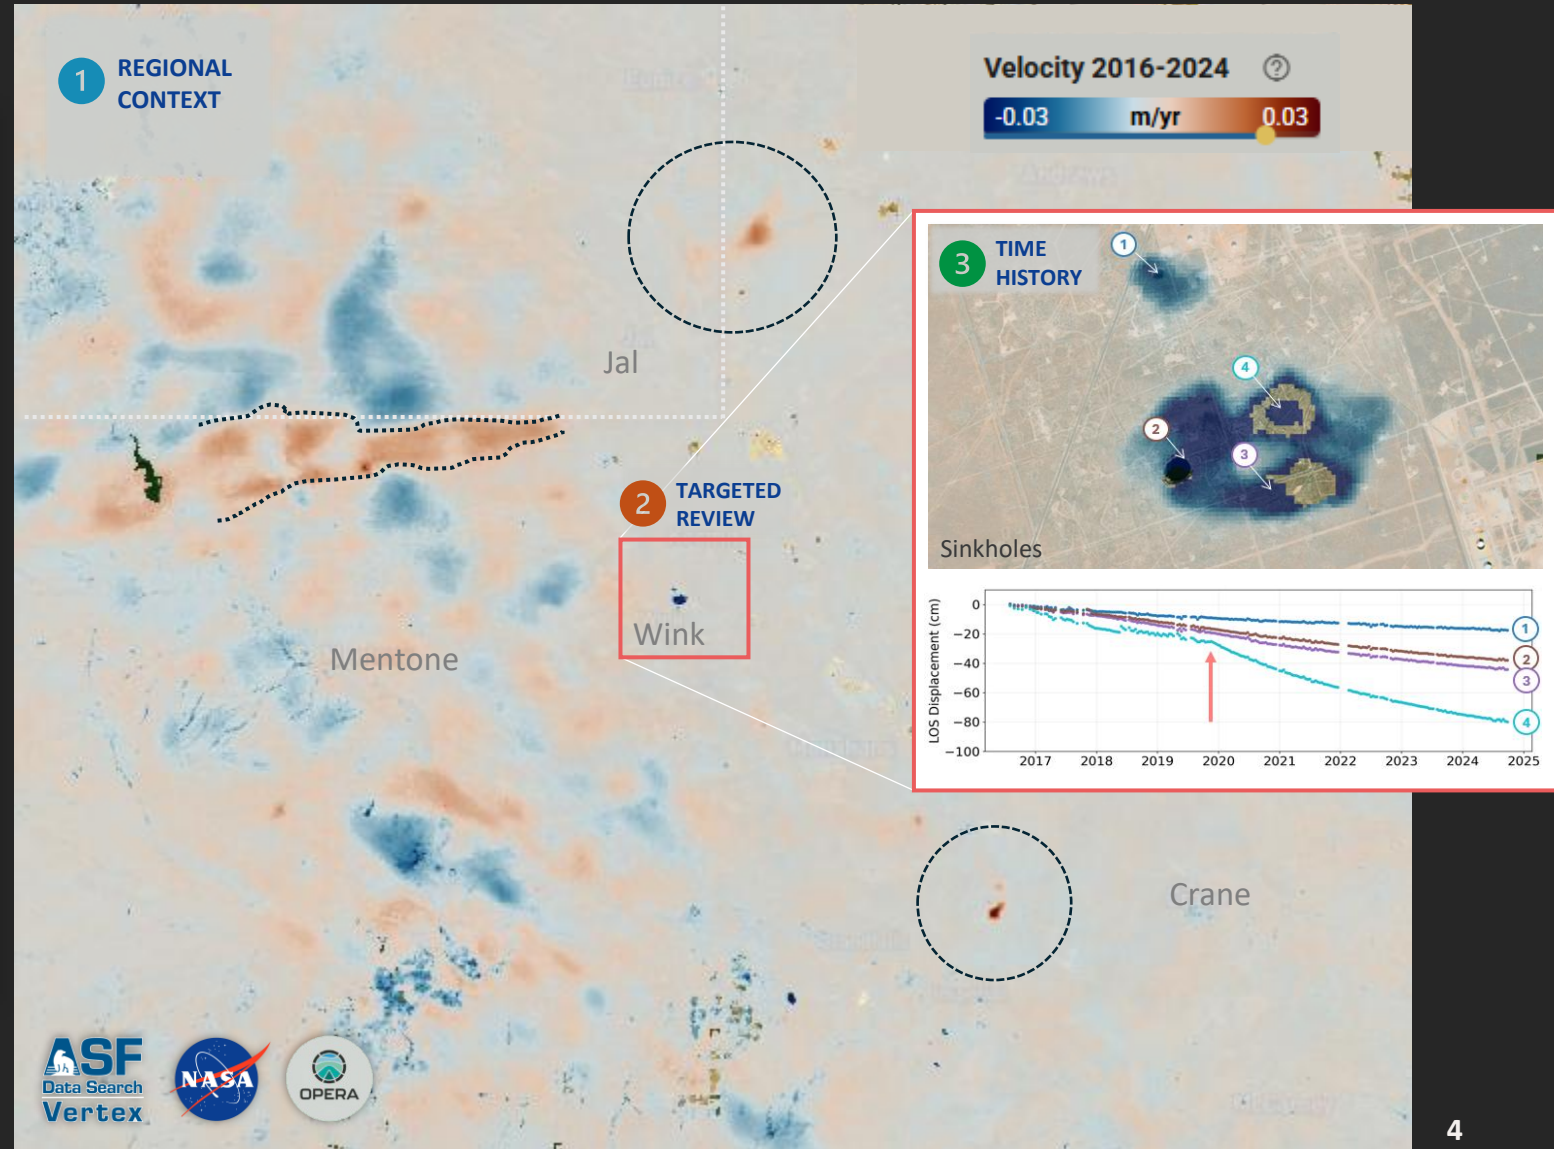 1 REGIONAL
CONTEXT
Velocity 2016-2024 ?
-0.03 m/yr 0.03
Andrews
Jal
2 TARGETED
REVIEW
Wink
Mentone
Crane
3 TIME
HISTORY
1
4
2
3
Sinkholes
LOS Displacement (cm)
0
−20
−40
−60
−80
−100
2017 2018 2019 2020 2021 2022 2023 2024 2025
1
2
3
4
ASF
Data Search
Vertex
NASA
OPERA
4